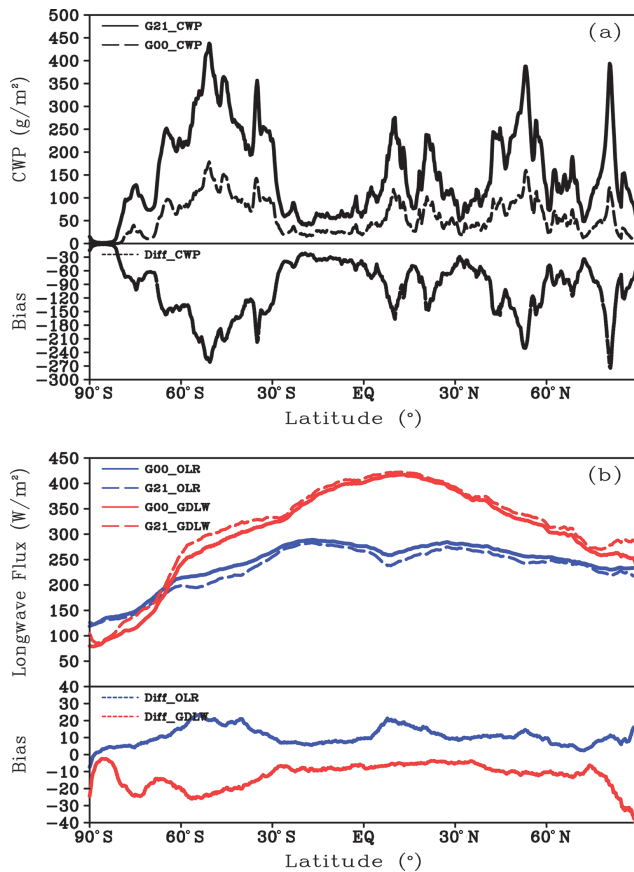 500
450
400
350
300
250
200
150
100
50
0
CWP (g/m²)
G21_CWP
G00_CWP
(a)
Diff_CWP
-30
-60
-90
-120
-150
-180
-210
-240
-270
-300
Bias
90°S 60°S 30°S EQ 30°N 60°N
Latitude (°)
450
400
350
300
250
200
150
100
50
40
Longwave Flux (W/m²)
G00_OLR
G21_OLR
G00_GDLW
G21_GDLW
(b)
Diff_OLR
Diff_GDLW
30
20
10
0
-10
-20
-30
-40
Bias
90°S 60°S 30°S EQ 30°N 60°N
Latitude (°)